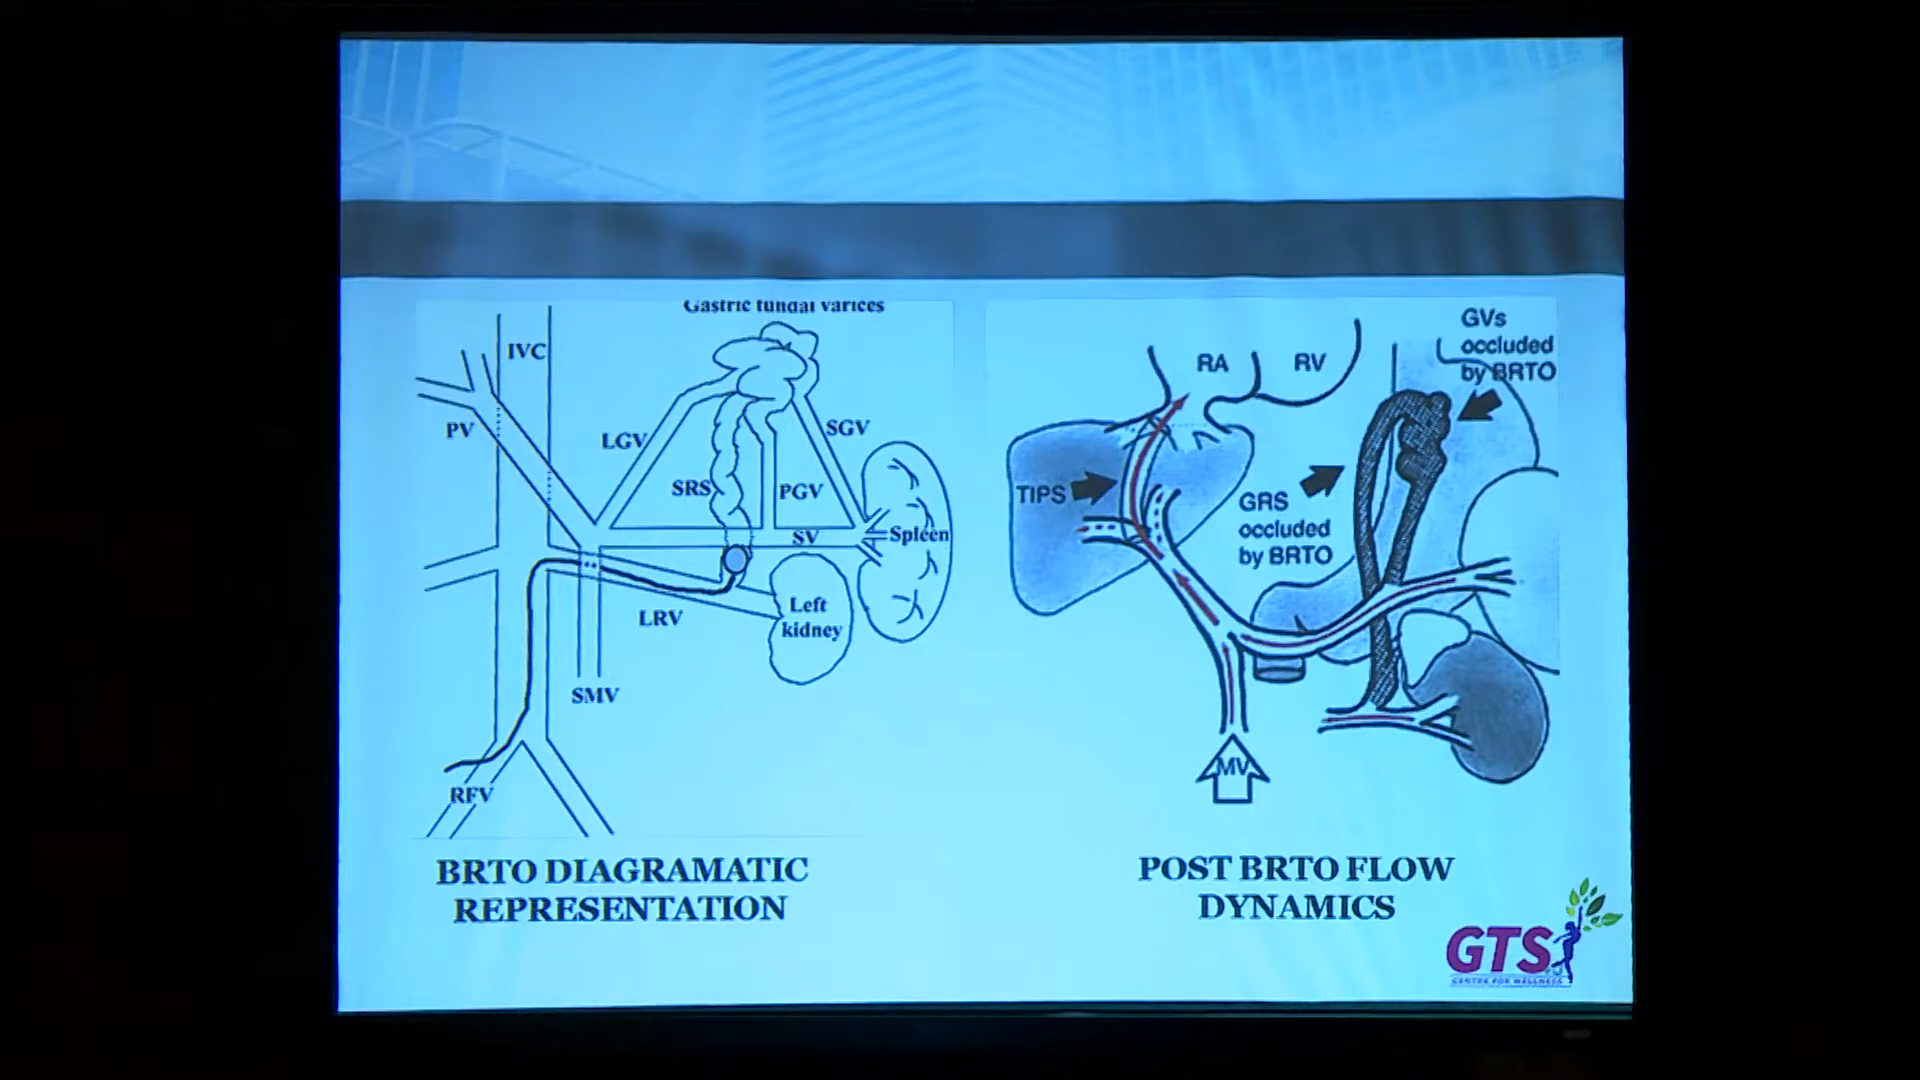 Gastric fundal varices
IVC
PV
LGV
SGV
SRS
PGV
SV
Spleen
LRV
Left
kidney
SMV
RFV
BRTO DIAGRAMATIC
REPRESENTATION
GVs
occluded
by BRTO
RA
RV
TIPS
GRS
occluded
by BRTO
MV
POST BRTO FLOW
DYNAMICS
GTS
CENTRE FOR WELLNESS